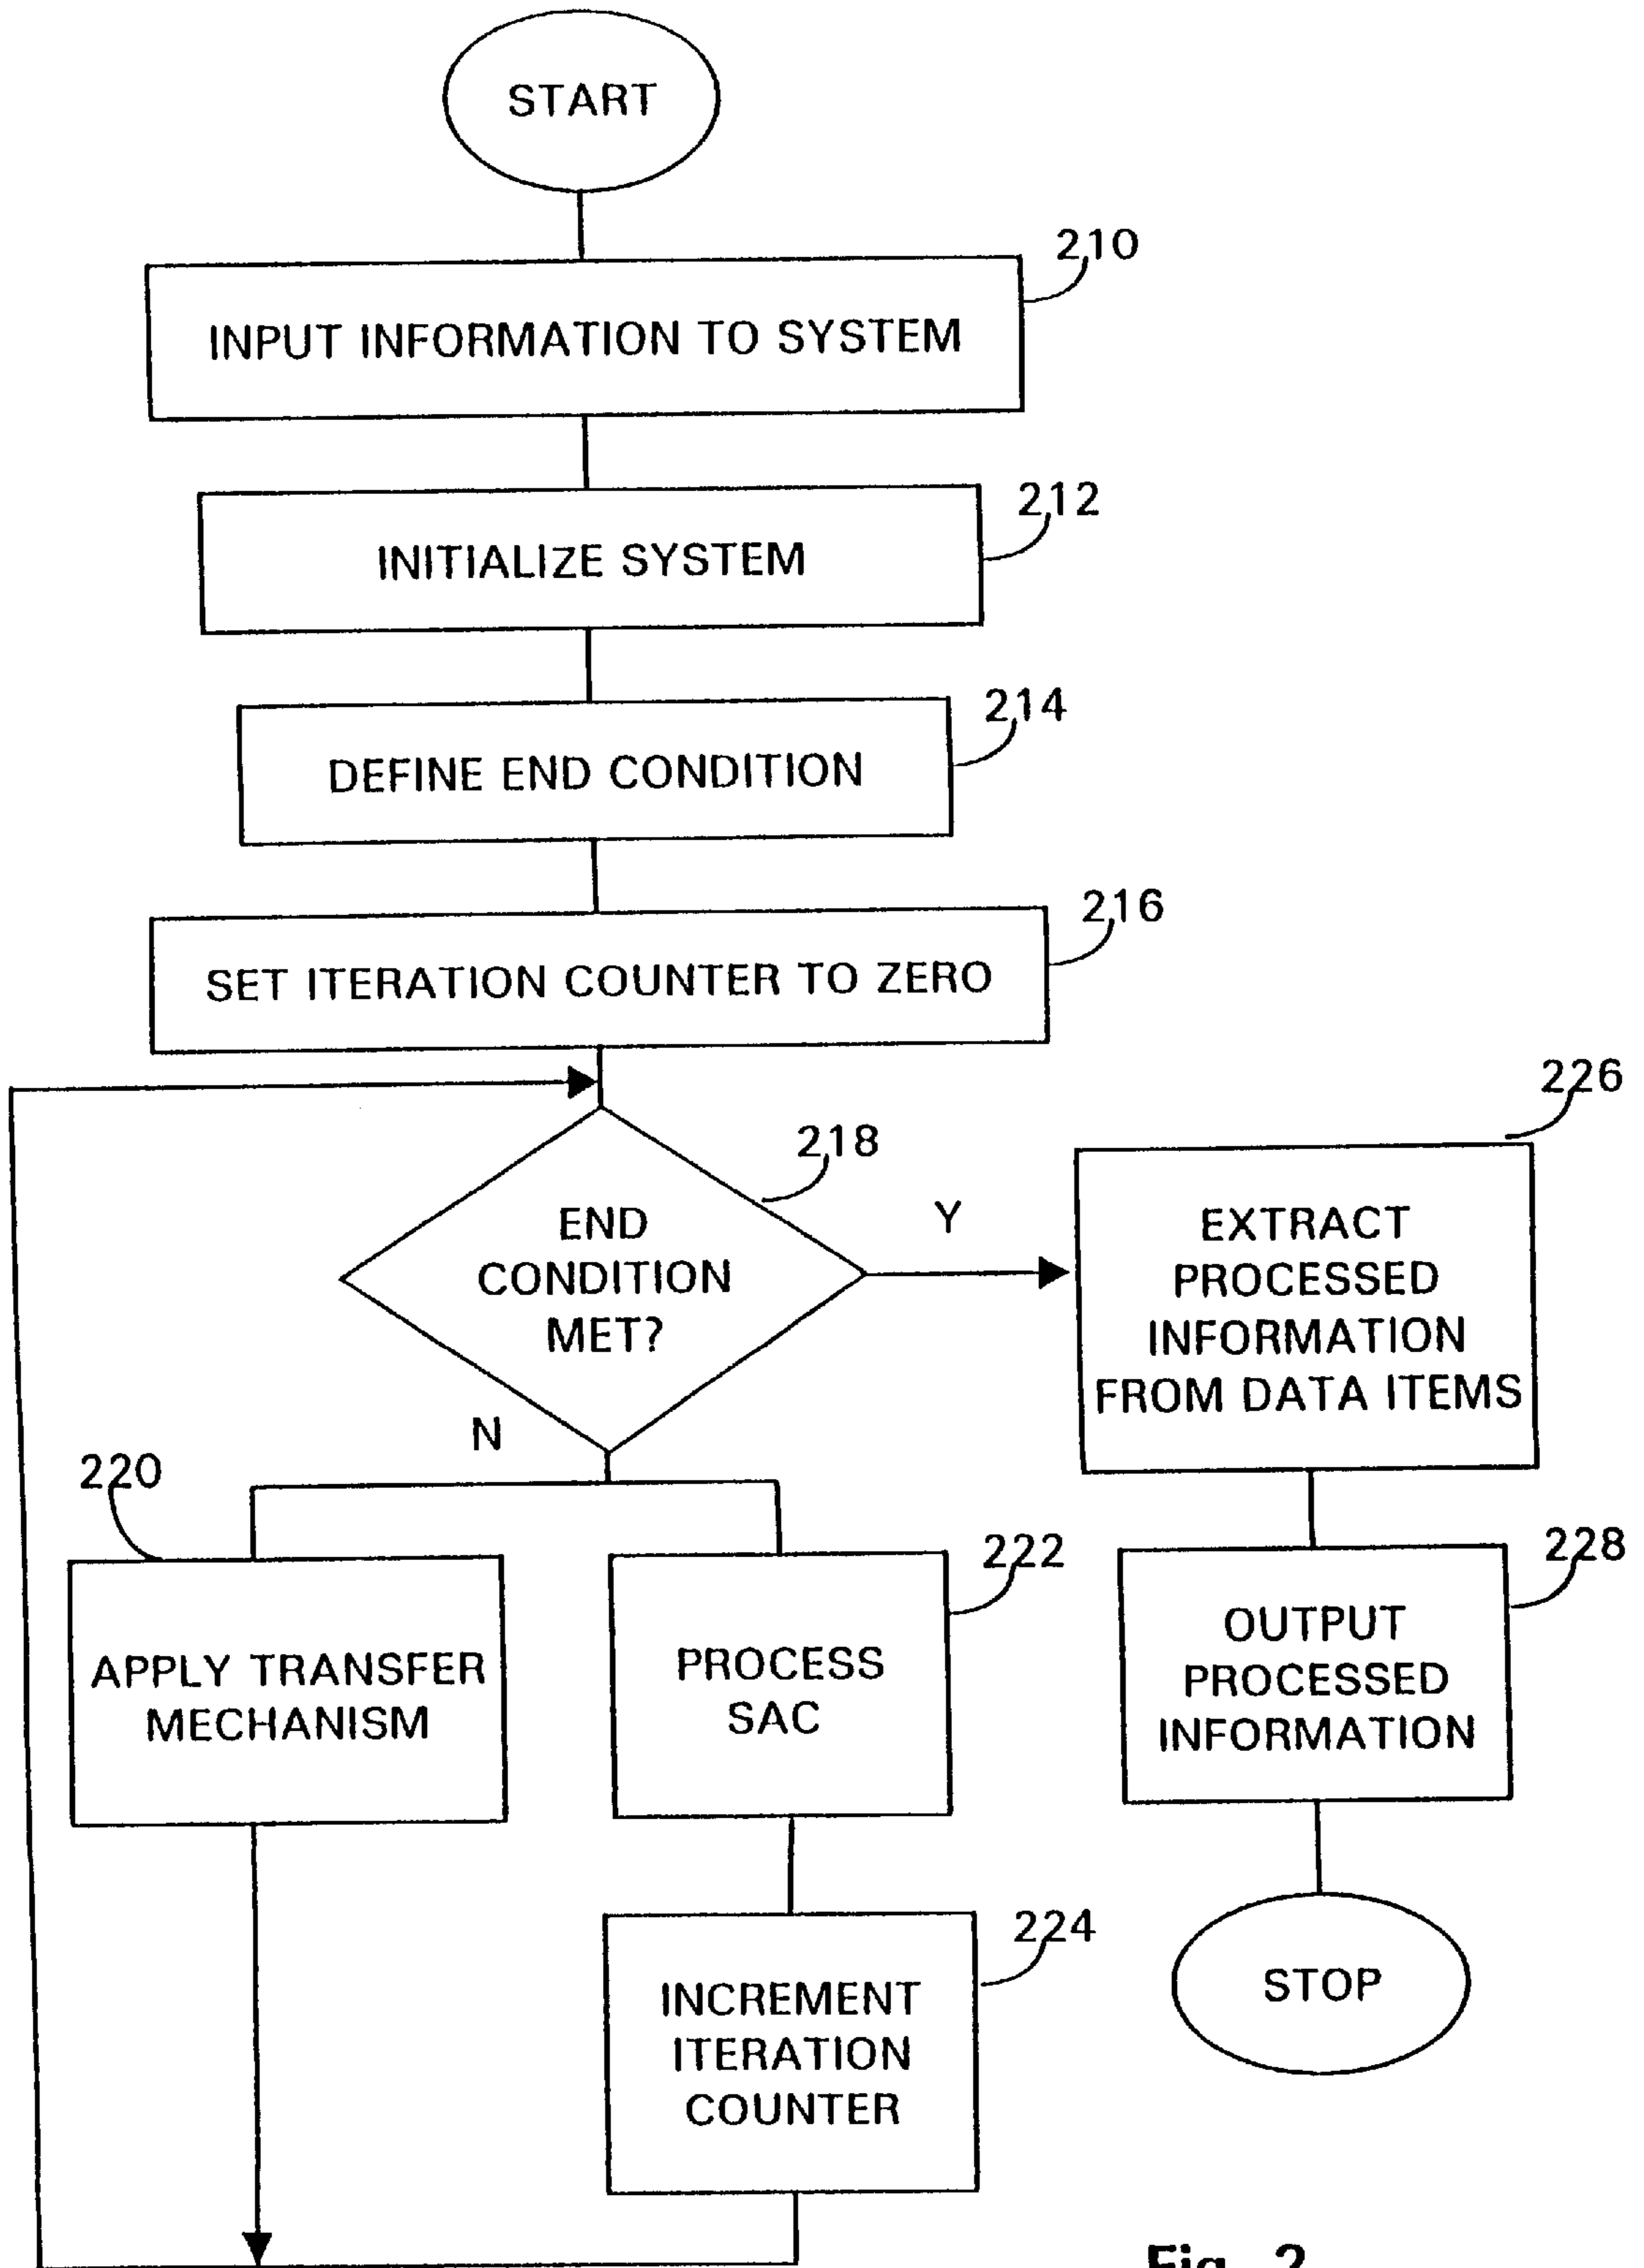 START
210
INPUT INFORMATION TO SYSTEM
212
INITIALIZE SYSTEM
214
DEFINE END CONDITION
216
SET ITERATION COUNTER TO ZERO
226
218
END
CONDITION
MET?
Y
EXTRACT
PROCESSED
INFORMATION
FROM DATA ITEMS
N
220
APPLY TRANSFER
MECHANISM
222
PROCESS
SAC
228
OUTPUT
PROCESSED
INFORMATION
224
INCREMENT
ITERATION
COUNTER
STOP
Fig. 2